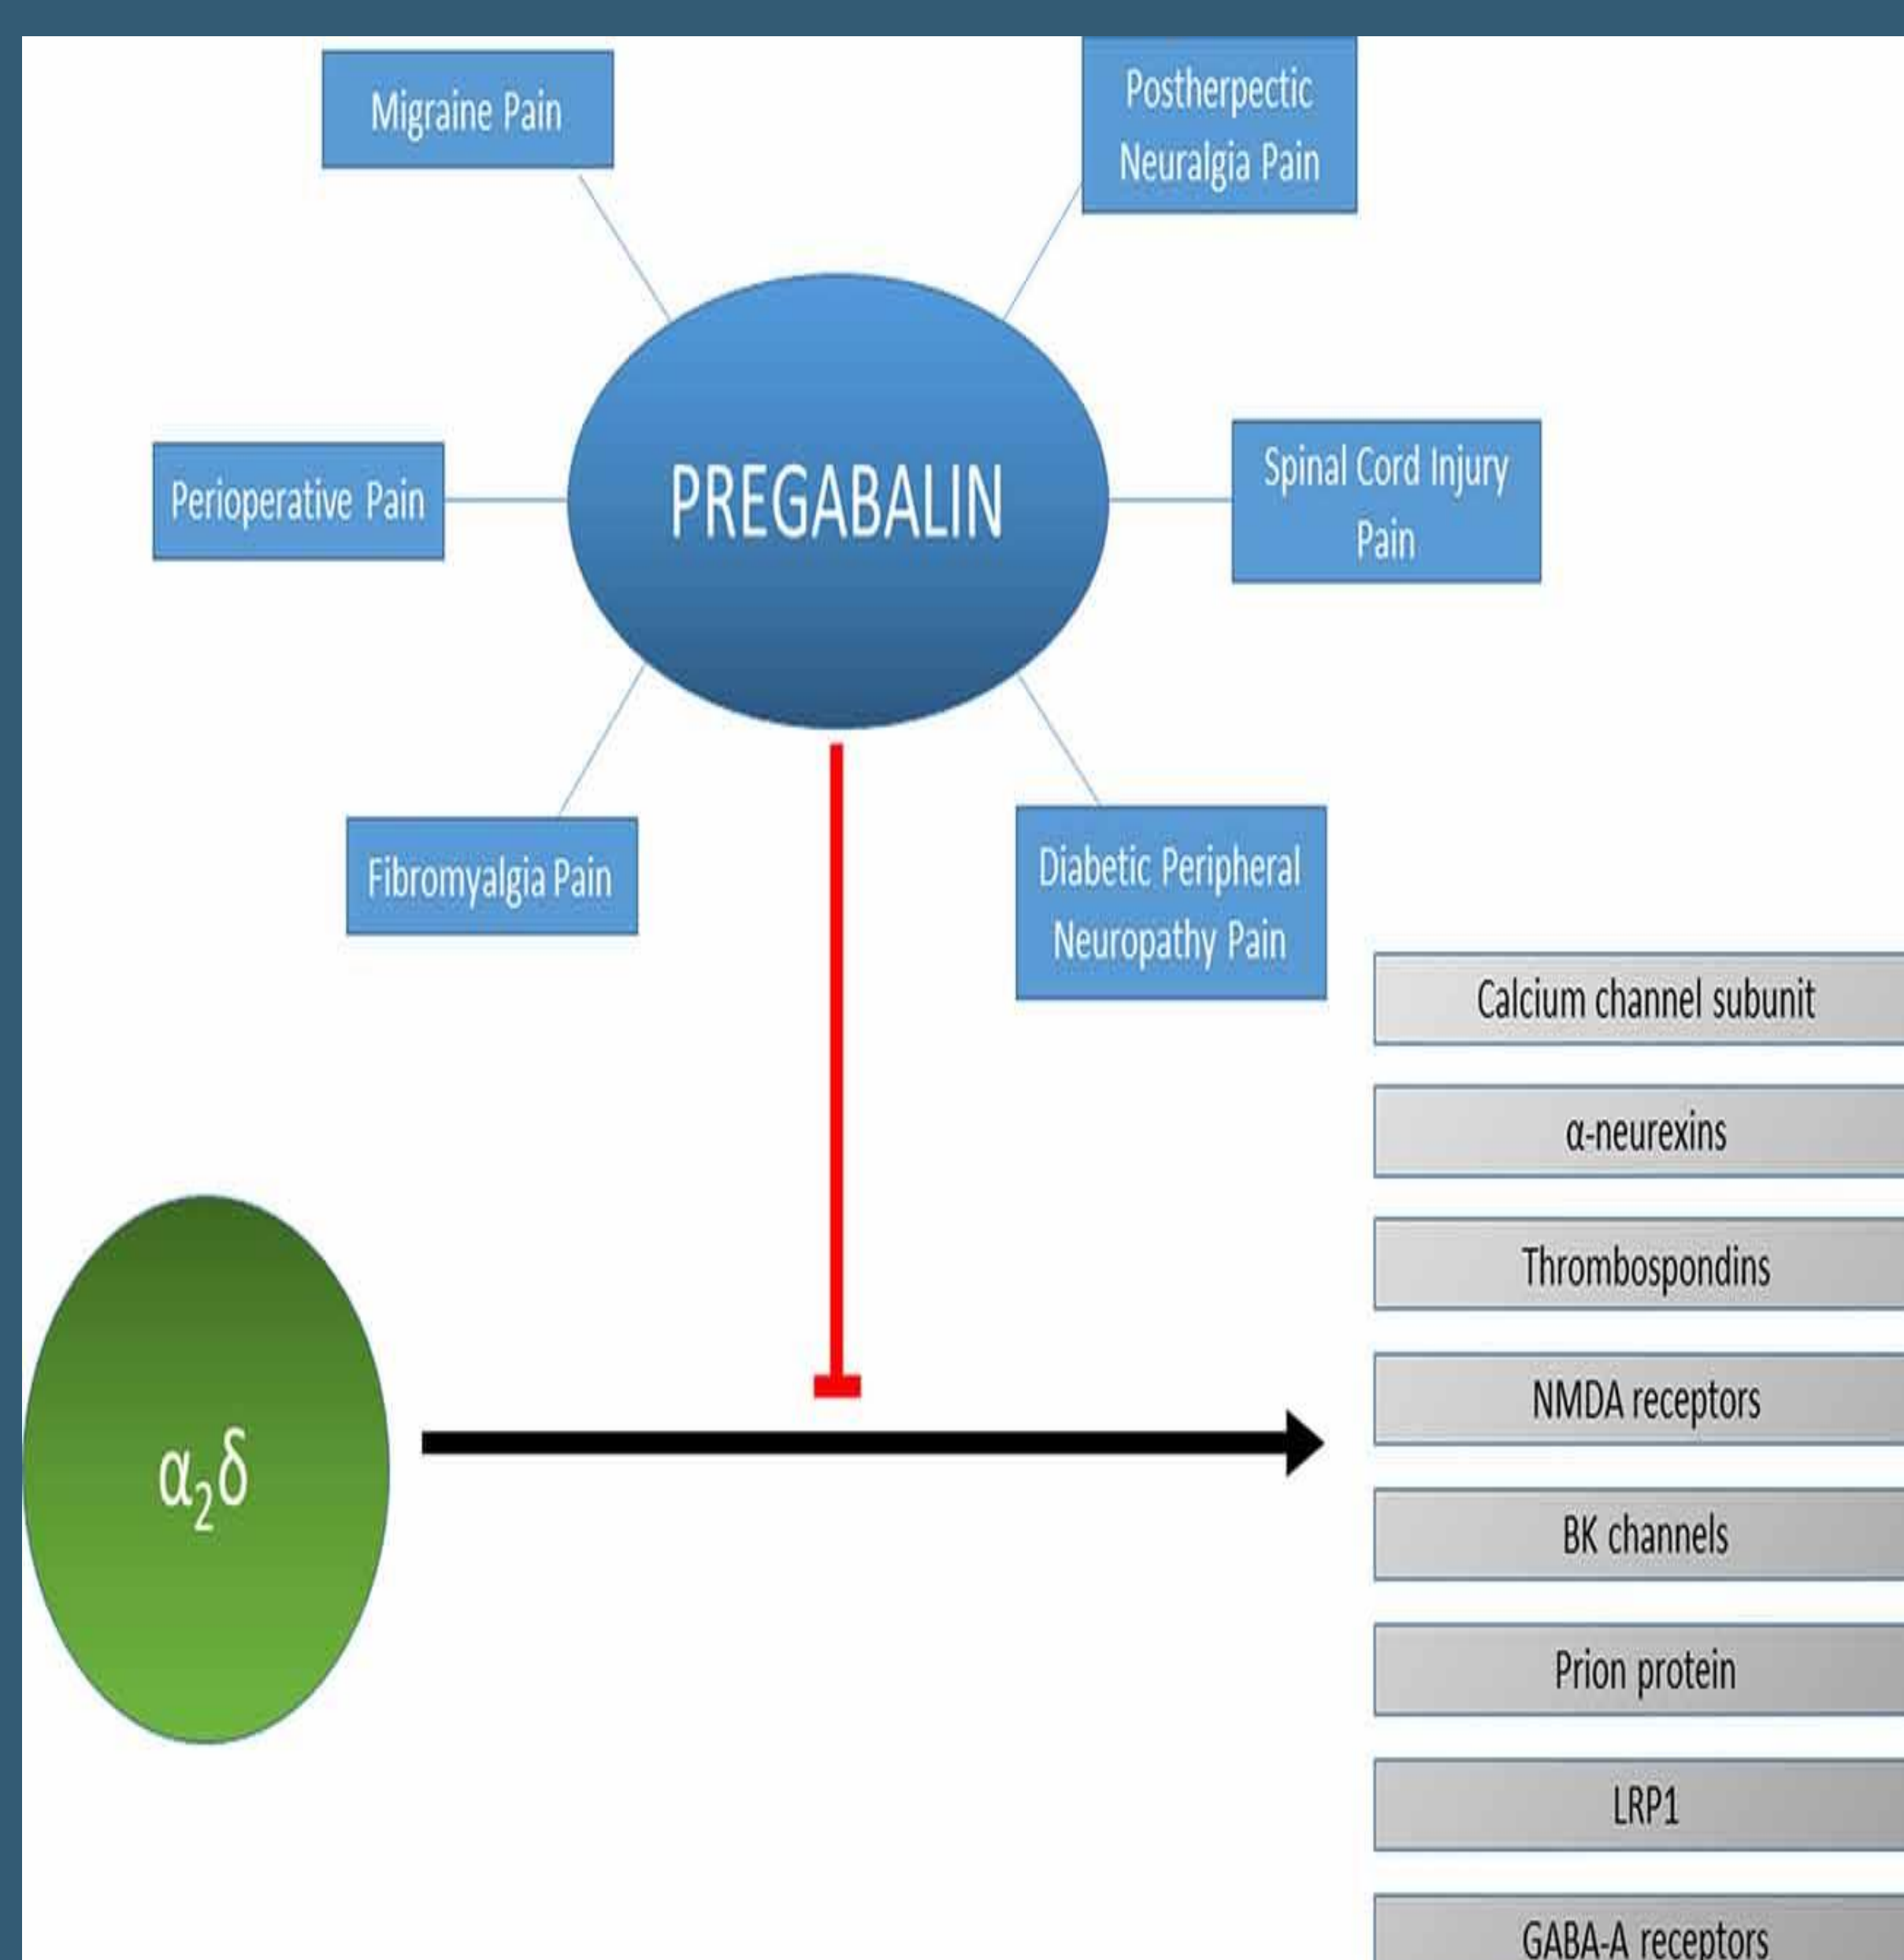 Migraine Pain
Postherpectic
Neuralgia Pain
Perioperative Pain
PREGABALIN
Spinal Cord Injury
Pain
Fibromyalgia Pain
Diabetic Peripheral
Neuropathy Pain
Calcium channel subunit
α-neurexins
Thrombospondins
NMDA receptors
α₂δ
BK channels
Prion protein
LRP1
GABA-A receptors